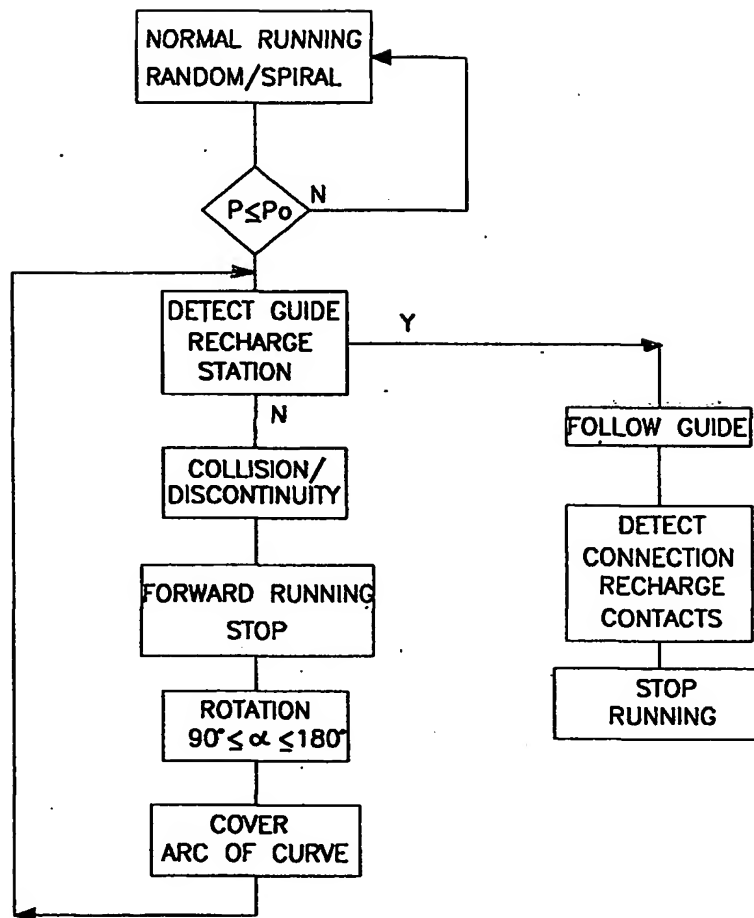 NORMAL RUNNING
RANDOM/SPIRAL
P≤Po
N
DETECT GUIDE
RECHARGE
STATION
Y
N
FOLLOW GUIDE
COLLISION/
DISCONTINUITY
DETECT
CONNECTION
RECHARGE
CONTACTS
FORWARD RUNNING
STOP
STOP
RUNNING
ROTATION
90°≤ α ≤180°
COVER
ARC OF CURVE